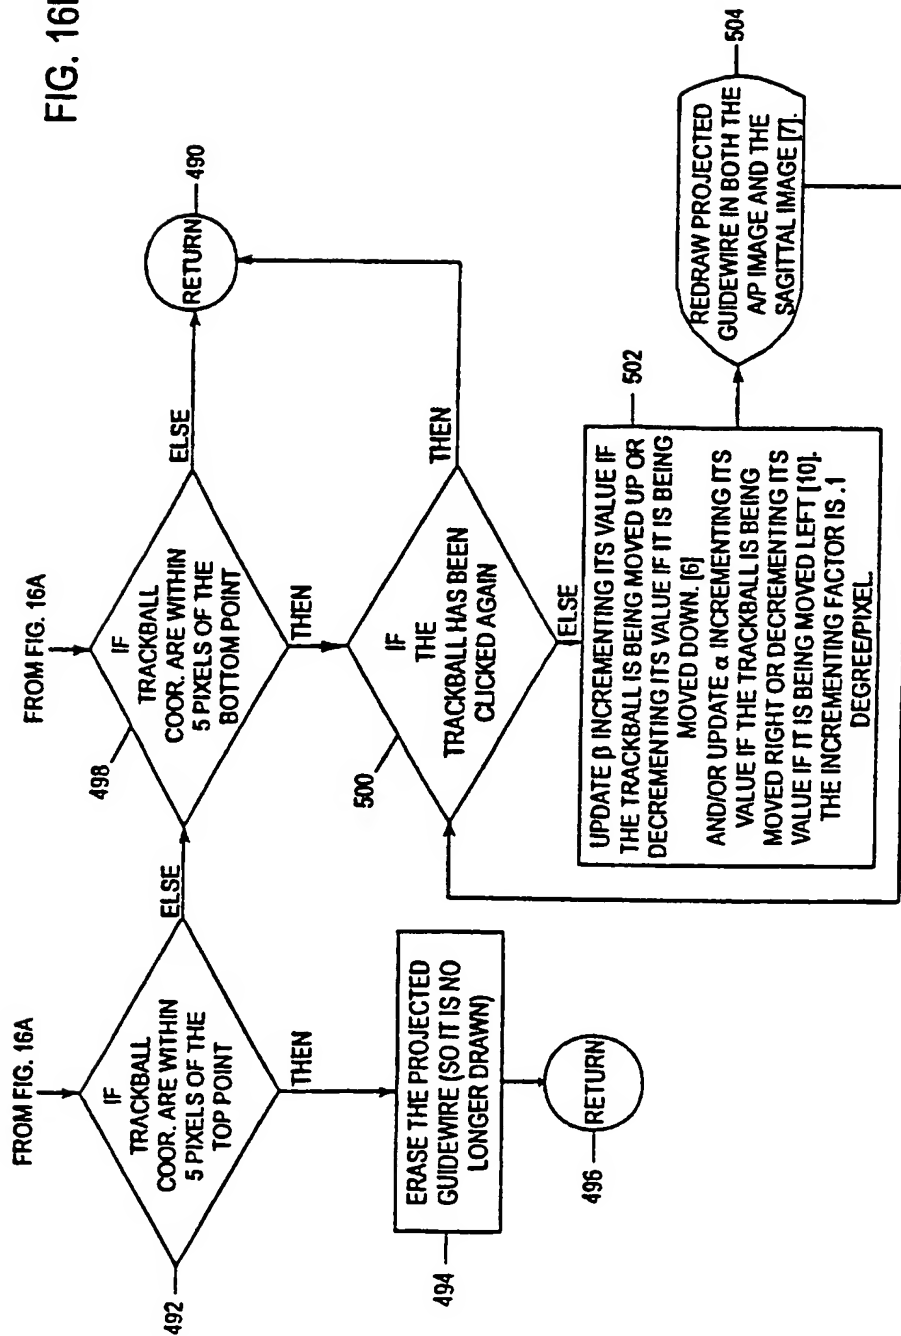 FIG. 16
FROM FIG. 16A
IF
TRACKBALL
COOR. ARE WITHIN
5 PIXELS OF THE
TOP POINT
492
ELSE
THEN
ERASE THE PROJECTED
GUIDEWIRE (SO IT IS NO
LONGER DRAWN)
494
RETURN
496
FROM FIG. 16A
IF
TRACKBALL
COOR. ARE WITHIN
5 PIXELS OF THE
BOTTOM POINT
498
ELSE
RETURN
490
THEN
IF
THE
TRACKBALL HAS BEEN
CLICKED AGAIN
500
THEN
ELSE
UPDATE β INCREMENTING ITS VALUE IF
THE TRACKBALL IS BEING MOVED UP OR
DECREMENTING ITS VALUE IF IT IS BEING
MOVED DOWN. [6]
AND/OR UPDATE α INCREMENTING ITS
VALUE IF THE TRACKBALL IS BEING
MOVED RIGHT OR DECREMENTING ITS
VALUE IF IT IS BEING MOVED LEFT [10].
THE INCREMENTING FACTOR IS .1
DEGREE/PIXEL.
502
REDRAW PROJECTED
GUIDEWIRE IN BOTH THE
A/P IMAGE AND THE
SAGITTAL IMAGE [7].
504